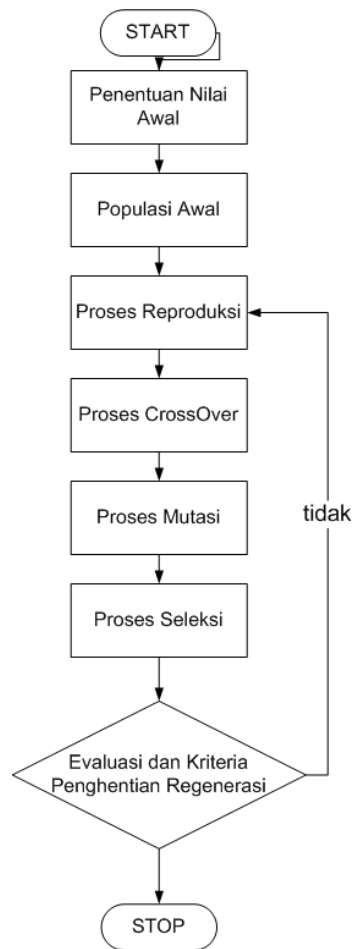 START
Penentuan Nilai
Awal
Populasi Awal
Proses Reproduksi
Proses CrossOver
Proses Mutasi
tidak
Proses Seleksi
Evaluasi dan Kriteria
Penghentian Regenerasi
STOP